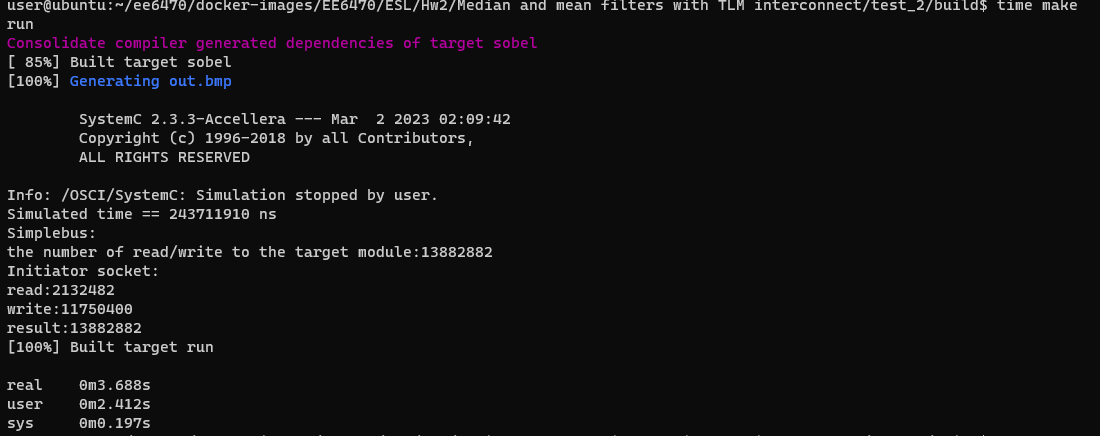 user@ubuntu:~/ee6470/docker-images/EE6470/ESL/Hw2/Median and mean filters with TLM interconnect/test_2/build$ time make
run
Consolidate compiler generated dependencies of target sobel
[ 85%] Built target sobel
[100%] Generating out.bmp
SystemC 2.3.3-Accellera --- Mar  2 2023 02:09:42
Copyright (c) 1996-2018 by all Contributors,
ALL RIGHTS RESERVED
Info: /OSCI/SystemC: Simulation stopped by user.
Simulated time == 243711910 ns
Simplebus:
the number of read/write to the target module:13882882
Initiator socket:
read:2132482
write:11750400
result:13882882
[100%] Built target run
real    0m3.688s
user    0m2.412s
sys     0m0.197s